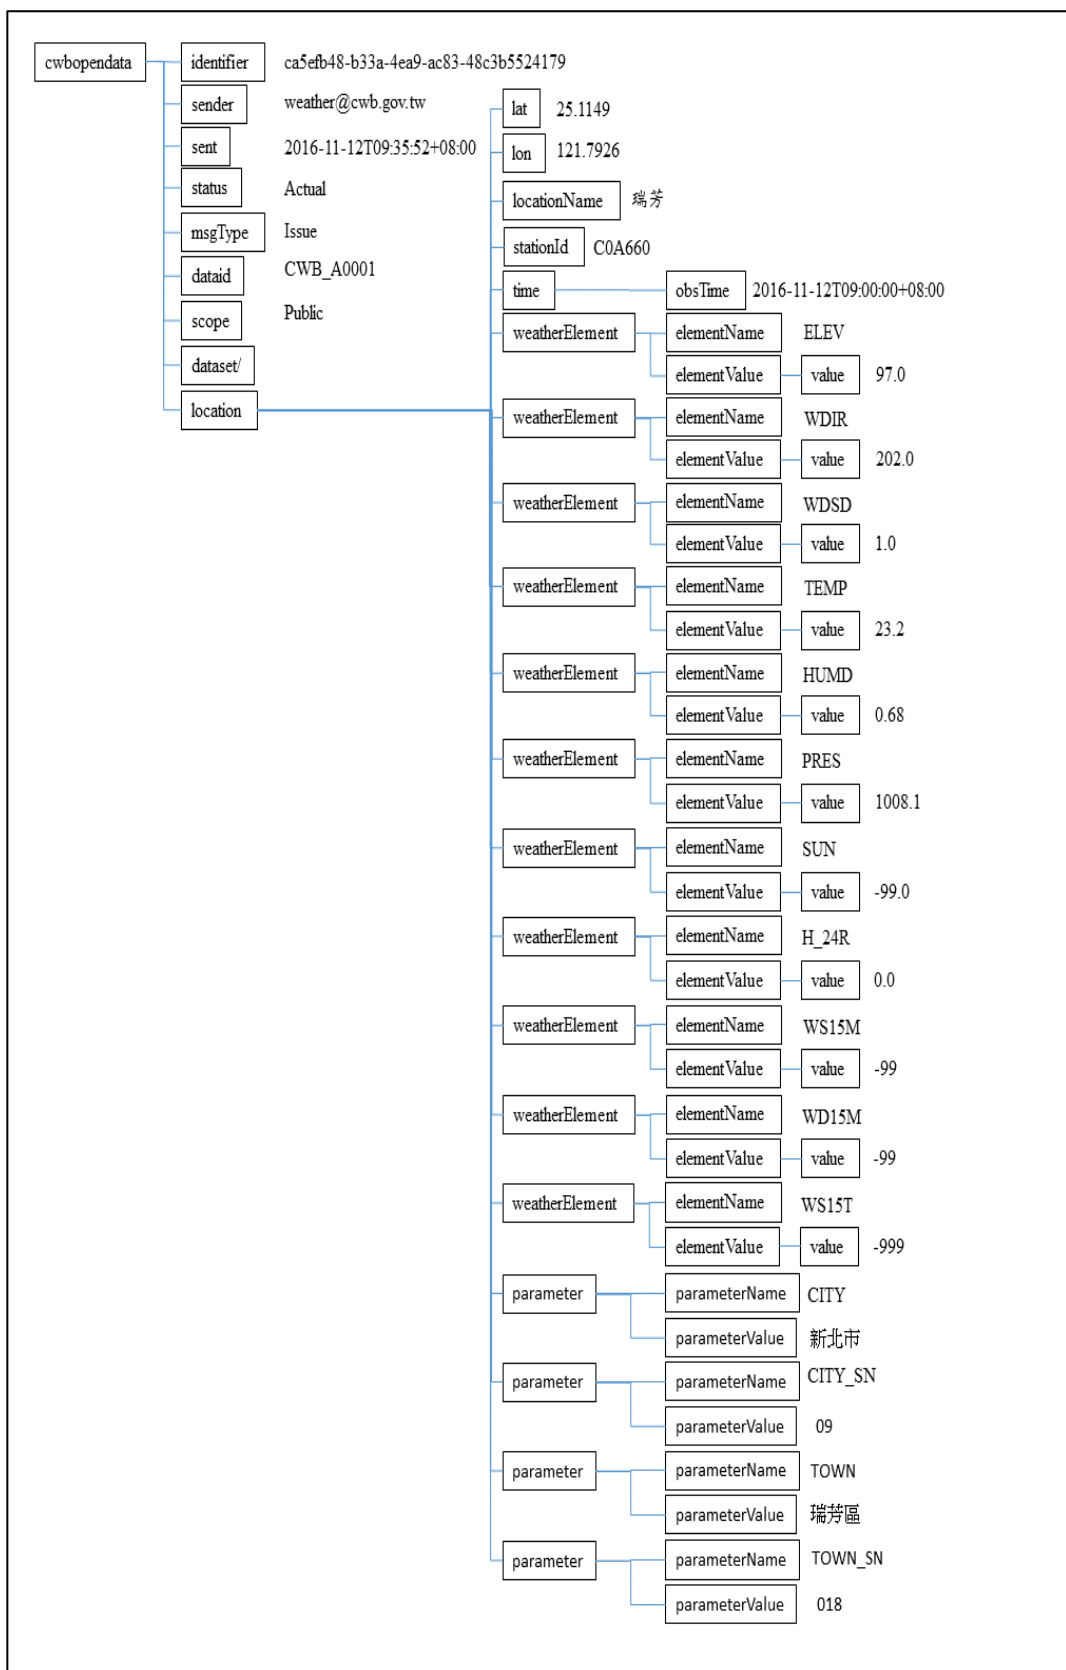 cwbopendata
identifier ca5efb48-b33a-4ea9-ac83-48c3b5524179
sender weather@cwb.gov.tw
sent 2016-11-12T09:35:52+08:00
status Actual
msgType Issue
dataid CWB_A0001
scope Public
dataset/
location
lat 25.1149
lon 121.7926
locationName 瑞芳
stationId C0A660
time obsTime 2016-11-12T09:00:00+08:00
weatherElement elementName ELEV
elementValue value 97.0
weatherElement elementName WDIR
elementValue value 202.0
weatherElement elementName WDSD
elementValue value 1.0
weatherElement elementName TEMP
elementValue value 23.2
weatherElement elementName HUMD
elementValue value 0.68
weatherElement elementName PRES
elementValue value 1008.1
weatherElement elementName SUN
elementValue value -99.0
weatherElement elementName H_24R
elementValue value 0.0
weatherElement elementName WS15M
elementValue value -99
weatherElement elementName WD15M
elementValue value -99
weatherElement elementName WS15T
elementValue value -999
parameter parameterName CITY
parameterValue 新北市
parameter parameterName CITY_SN
parameterValue 09
parameter parameterName TOWN
parameterValue 瑞芳區
parameter parameterName TOWN_SN
parameterValue 018